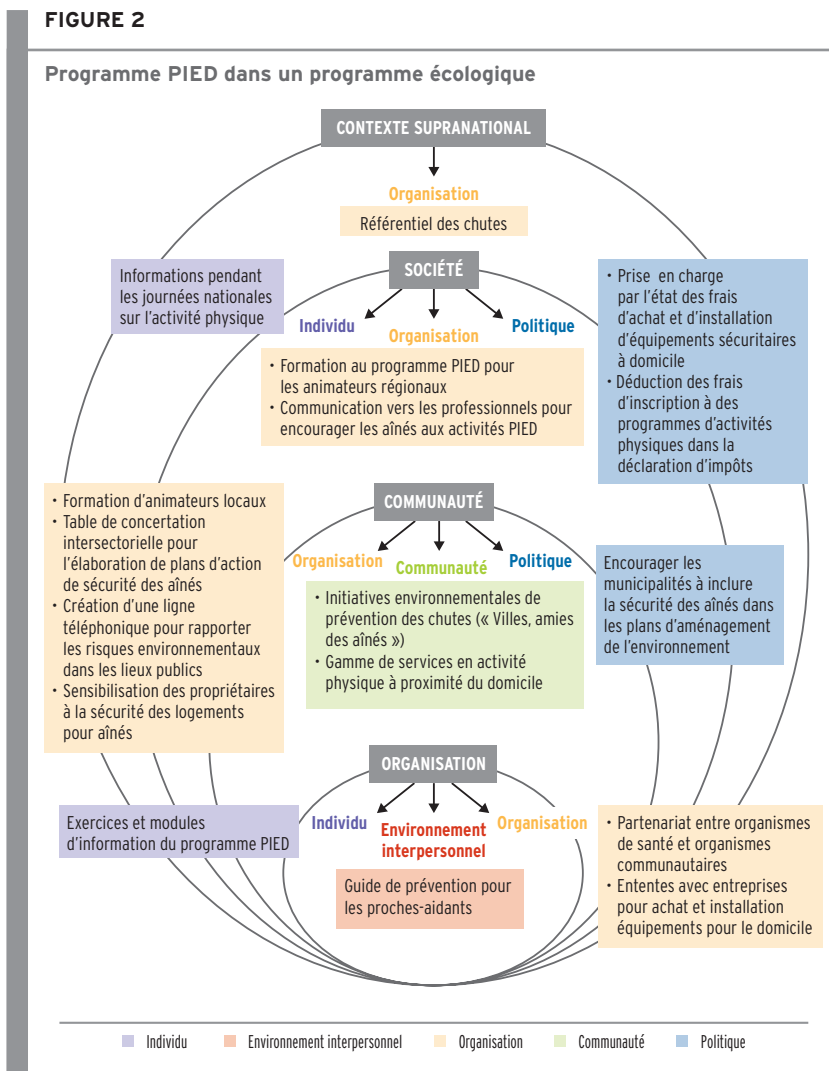 FIGURE 2
Programme PIED dans un programme écologique
CONTEXTE SUPRANATIONAL
Organisation
Référentiel des chutes
SOCIÉTÉ
Individu
Organisation
Politique
Informations pendant
les journées nationales
sur l'activité physique
• Formation au programme PIED pour
les animateurs régionaux
• Communication vers les professionnels pour
encourager les aînés aux activités PIED
• Prise en charge
par l'état des frais
d'achat et d'installation
d'équipements sécuritaires
à domicile
• Déduction des frais
d'inscription à des
programmes d'activités
physiques dans la
déclaration d'impôts
COMMUNAUTÉ
Organisation
Communauté
Politique
• Formation d'animateurs locaux
• Table de concertation
intersectorielle pour
l'élaboration de plans d'action
de sécurité des aînés
• Création d'une ligne
téléphonique pour rapporter
les risques environnementaux
dans les lieux publics
• Sensibilisation des propriétaires
à la sécurité des logements
pour aînés
• Initiatives environnementales de
prévention des chutes (« Villes, amies
des aînés »)
• Gamme de services en activité
physique à proximité du domicile
Encourager les
municipalités à inclure
la sécurité des aînés dans
les plans d'aménagement
de l'environnement
ORGANISATION
Individu
Environnement
interpersonnel
Organisation
Exercices et modules
d'information du programme PIED
Guide de prévention pour
les proches-aidants
• Partenariat entre organismes
de santé et organismes
communautaires
• Ententes avec entreprises
pour achat et installation
équipements pour le domicile
Individu
Environnement interpersonnel
Organisation
Communauté
Politique